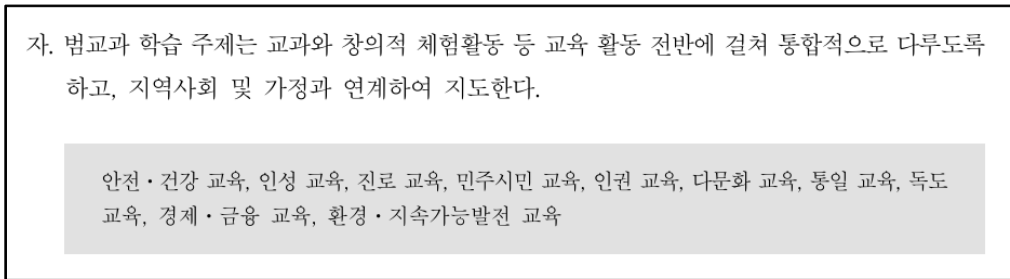 자. 범교과 학습 주제는 교과와 창의적 체험활동 등 교육 활동 전반에 걸쳐 통합적으로 다루도록
하고, 지역사회 및 가정과 연계하여 지도한다.
안전・건강 교육, 인성 교육, 진로 교육, 민주시민 교육, 인권 교육, 다문화 교육, 통일 교육, 독도
교육, 경제・금융 교육, 환경・지속가능발전 교육